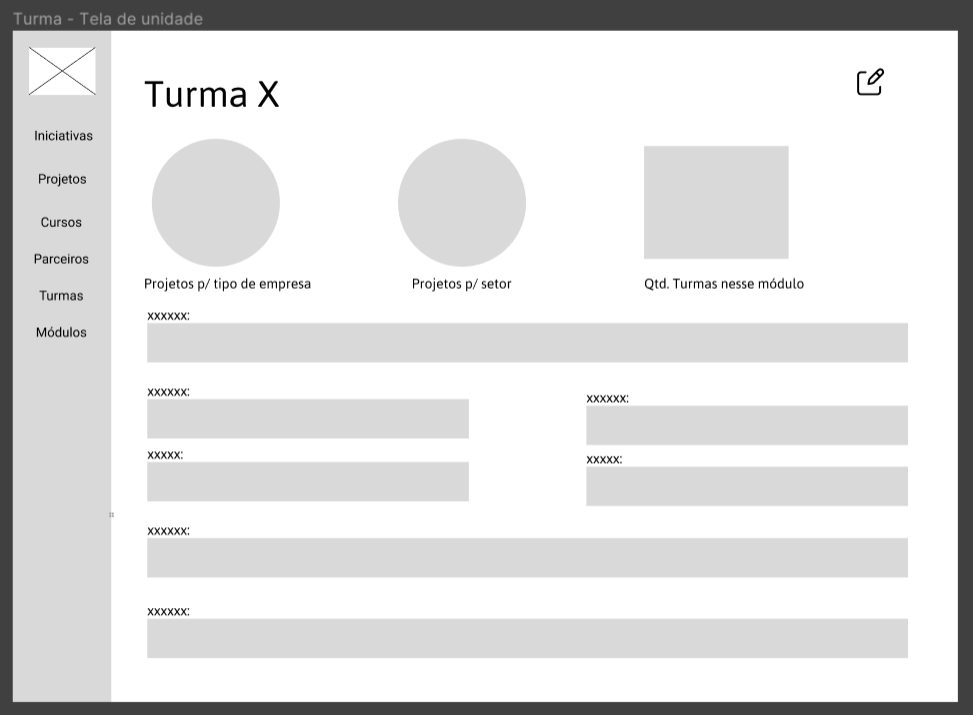 Turma - Tela de unidade
Iniciativas
Projetos
Cursos
Parceiros
Turmas
Módulos
Turma X
Projetos p/ tipo de empresa
Projetos p/ setor
Qtd. Turmas nesse módulo
xxxxxx:
xxxxxx:
xxxxxx:
xxxxx:
xxxxx:
xxxxxx:
xxxxxx: